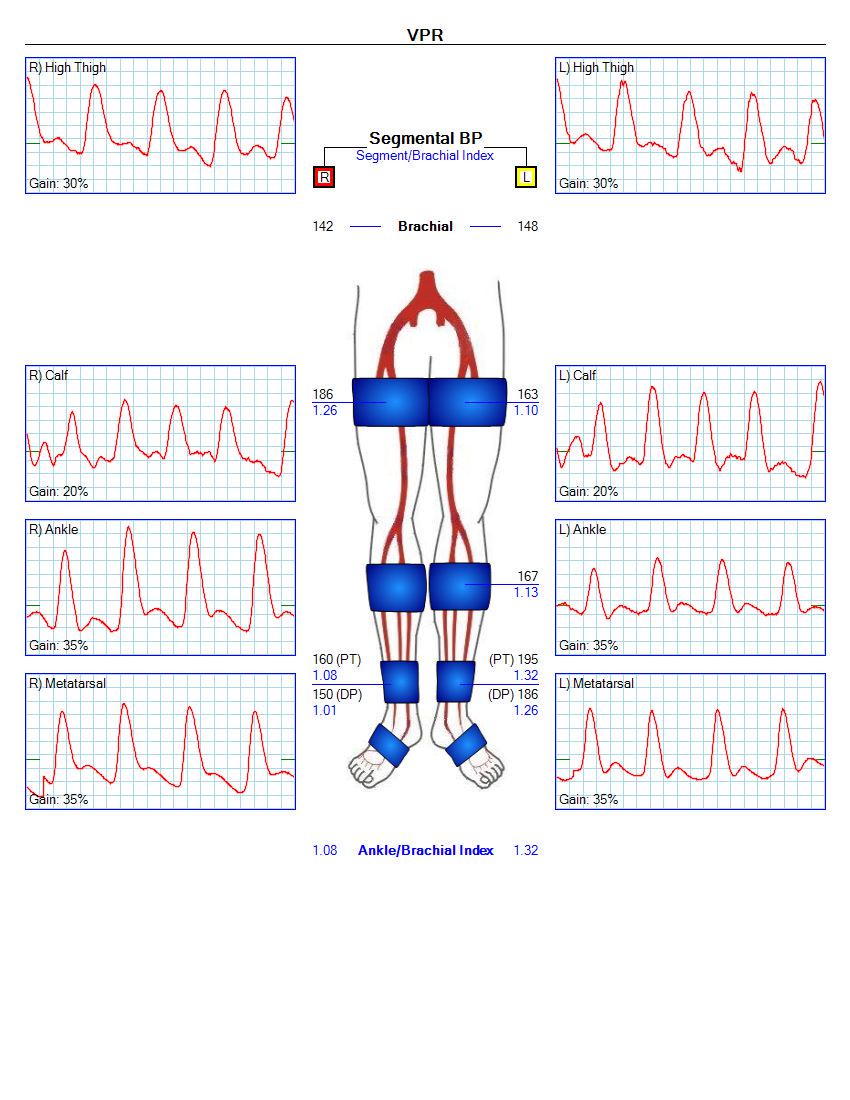 VPR
R) High Thigh
Gain: 30%
L) High Thigh
Gain: 30%
Segmental BP
Segment/Brachial Index
R
L
142 Brachial 148
R) Calf
Gain: 20%
186
1.26
163
1.10
L) Calf
Gain: 20%
R) Ankle
Gain: 35%
167
1.13
L) Ankle
Gain: 35%
160 (PT)
1.08
150 (DP)
1.01
(PT) 195
1.32
(DP) 186
1.26
R) Metatarsal
Gain: 35%
L) Metatarsal
Gain: 35%
1.08 Ankle/Brachial Index 1.32